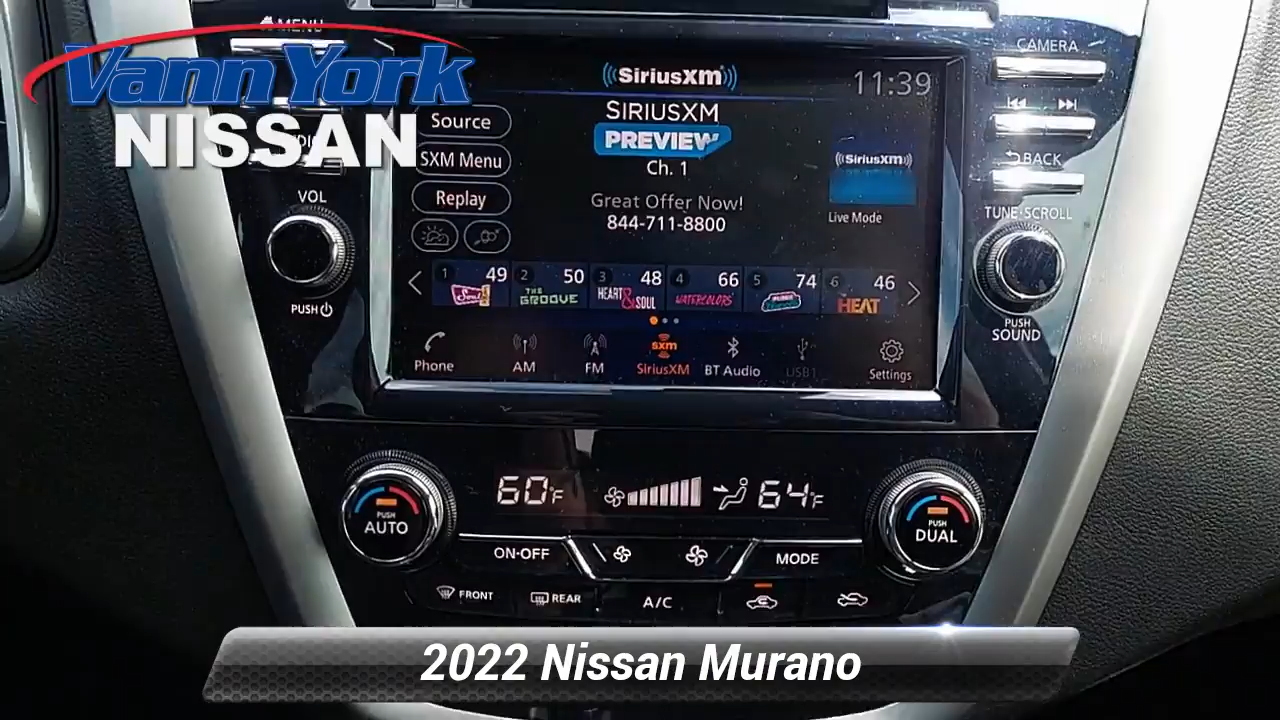 MENU
Vann York
NISSAN
VOL
PUSH
((SiriusXM))
11:39
Source
SXM Menu
Replay
SIRIUSXM
PREVIEW
Ch. 1
Great Offer Now!
844-711-8800
((SiriusXM))
Live Mode
1 49
2 50
3 48
4 66
5 74
6 46
Soul
THE GROOVE
HEART & SOUL
WATERCOLORS
HEAT
Phone
AM
FM
sxm
SiriusXM
BT Audio
USB1
Settings
CAMERA
BACK
TUNE·SCROLL
PUSH
SOUND
60°F
64°F
PUSH
AUTO
PUSH
DUAL
ON·OFF
MODE
FRONT
REAR
A/C
2022 Nissan Murano